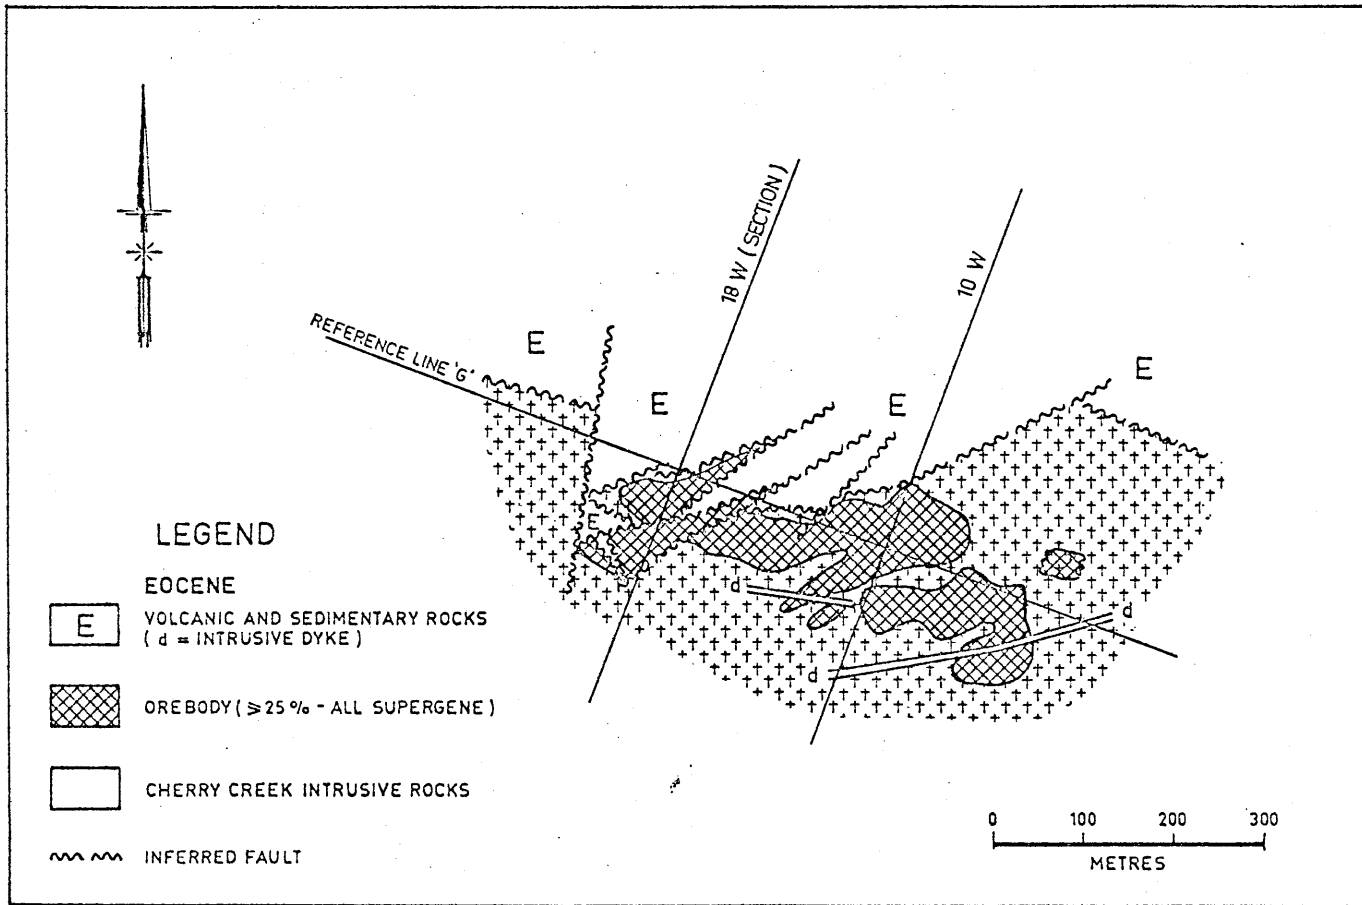 18 W ( SECTION )
10 W
REFERENCE LINE 'G'
E
E
E
E
E
d
d
d
LEGEND
EOCENE
E
VOLCANIC AND SEDIMENTARY ROCKS
( d = INTRUSIVE DYKE )
OREBODY ( ⩾ 25 % - ALL SUPERGENE )
CHERRY CREEK INTRUSIVE ROCKS
INFERRED FAULT
0 100 200 300
METRES